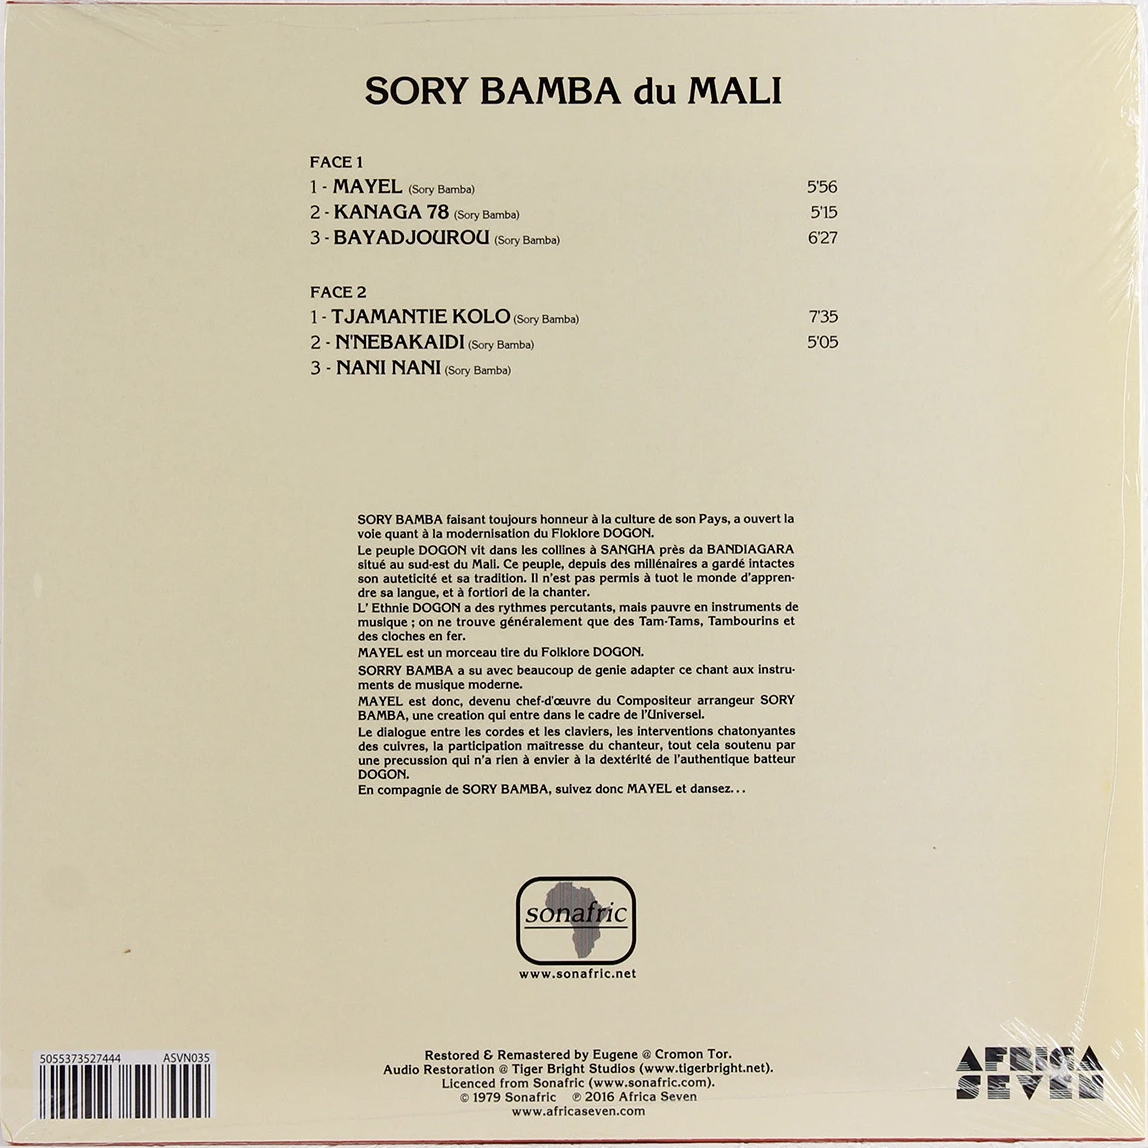 SORY BAMBA du MALI
FACE 1
1 - MAYEL (Sory Bamba) 5'56
2 - KANAGA 78 (Sory Bamba) 5'15
3 - BAYADJOUROU (Sory Bamba) 6'27
FACE 2
1 - TJAMANTIE KOLO (Sory Bamba) 7'35
2 - N'NEBAKAIDI (Sory Bamba) 5'05
3 - NANI NANI (Sory Bamba)
SORY BAMBA faisant toujours honneur à la culture de son Pays, a ouvert la
voie quant à la modernisation du Floklore DOGON.
Le peuple DOGON vit dans les collines à SANGHA près da BANDIAGARA
situé au sud-est du Mali. Ce peuple, depuis des millénaires a gardé intactes
son auteticité et sa tradition. Il n'est pas permis à tuot le monde d'appren-
dre sa langue, et à fortiori de la chanter.
L' Ethnie DOGON a des rythmes percutants, mais pauvre en instruments de
musique ; on ne trouve généralement que des Tam-Tams, Tambourins et
des cloches en fer.
MAYEL est un morceau tire du Folklore DOGON.
SORRY BAMBA a su avec beaucoup de genie adapter ce chant aux instru-
ments de musique moderne.
MAYEL est donc, devenu chef-d'œuvre du Compositeur arrangeur SORY
BAMBA, une creation qui entre dans le cadre de l'Universel.
Le dialogue entre les cordes et les claviers, les interventions chatonyantes
des cuivres, la participation maîtresse du chanteur, tout cela soutenu par
une precussion qui n'a rien à envier à la dextérité de l'authentique batteur
DOGON.
En compagnie de SORY BAMBA, suivez donc MAYEL et dansez...
sonafric
www.sonafric.net
5055373527444 ASVN035
Restored & Remastered by Eugene @ Cromon Tor.
Audio Restoration @ Tiger Bright Studios (www.tigerbright.net).
Licenced from Sonafric (www.sonafric.com).
© 1979 Sonafric ℗ 2016 Africa Seven
www.africaseven.com
AFRICA
SEVEN